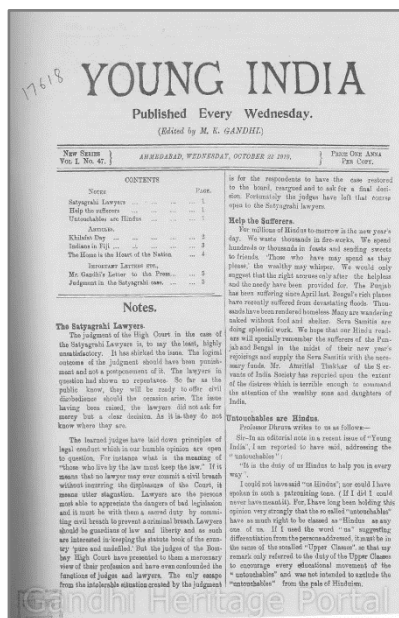 17618
YOUNG INDIA
Published Every Wednesday.
(Edited by M. K. GANDHI.)
NEW SERIES
VOL I. No. 47.
AHMEDABAD, WEDNESDAY, OCTOBER 22 1919,
PRICE ONE ANNA
PER COPY.
CONTENTS
NOTES PAGE.
Satyagrahi Lawyers ... 1
Help the sufferers ... 1
Untouchables are Hindus ... 1
ARTICLES.
Khilafat Day ... 2
Indians in Fiji ... 3
The Home is the Heart of the Nation 4
IMPORTANT LETTERS ETC.,
Mr. Gandhi's Letter to the Press...
Judgment in the Satyagrahi case. ...
Notes.
The Satyagrahi Lawyers.
The judgment of the High Court in the case of
the Satyagrahi Lawyers is, to say the least, highly
unsatisfactory. It has shirked the issue. The logical
outcome of the judgment should have been punish-
ment and not a postponement of it. The lawyers in
question had shown no repentance. So far as the
public know, they will be ready to offer civil
disobedience should the occasion arise. The issue
having been raised, the lawyers did not ask for
mercy but a clear decision. As it is they do not
know where they are.
The learned judges have laid down principles of
legal conduct which in our humble opinion are open
to question. For instance what is the meaning of
"those who live by the law must keep the law." If it
means that no lawyer may ever commit a civil breach
without incurring the displeasure of the Court, it
means utter stagnation. Lawyers are the persons
most able to appreciate the dangers of bad legislation
and it must be with them a sacred duty by commit-
ting civil breach to prevent a criminal breach. Lawyers
should be guardians of law and liberty and as such
are interested in keeping the statute book of the coun-
try 'pure and undefiled.' But the judges of the Bom-
bay High Court have presented to them a mercenary
view of their profession and have even confounded the
functions of judges and lawyers. The only escape
from the intolerable situation created by the judgment
is for the respondents to have the case restored
to the board, reargued and to ask for a final deci-
sion. Fortunately the judges have left that course
open to the Satyagrahi lawyers.
Help the Sufferers.
For millions of Hindus to-morrow is the new year's
day. We waste thousands in fire-works. We spend
hundreds or thousands in feasts and sending sweets
to friends. 'Those who have may spend as they
please,' the wealthy may whisper. We would only
suggest that the right accrues only after the helpless
and the needy have been provided for. The Punjab
has been suffering since April last. Bengal's rich planes
have recently suffered from devastating floods. Thou-
sands have been rendered homeless. Many are wandering
naked without food and shelter. Seva Samitis are
doing splendid work. We hope that our Hindu read-
ers will specially remember the sufferers of the Pun-
jab and Bengal in the midst of their new year's
rejoicings and supply the Seva Samitis with the neces-
sary funds. Mr. Amritlal Thakkar of the Ser-
vants of India Society has reported upon the extent
of the distress which is terrible enough to command
the attention of the wealthy sons and daughters of
India.
Untouchables are Hindus.
Professor Dhruva writes to us as follows—
Sir—In an editorial note in a recent issue of "Young
India", I am reported to have said, addressing the
"untouchables":
"It is the duty of us Hindus to help you in every
way".
I could not have said "us Hindus", nor could I have
spoken in such a patronising tone. (If I did I could
never have meant it). For, I have long been holding this
opinion very strongly that the so called "untouchables"
have as much right to be classed as "Hindus as any
one of us. If I used the word "us" suggesting
differentiation from the persons addressed, it must be in
the sense of the so called "Upper Classes", so that my
remark only referred to the duty of the Upper Classes
to encourage every educational movement of the
"untouchables" and was not intended to exclude the
"untouchables" from the pale of Hinduism.
Gandhi Heritage Portal